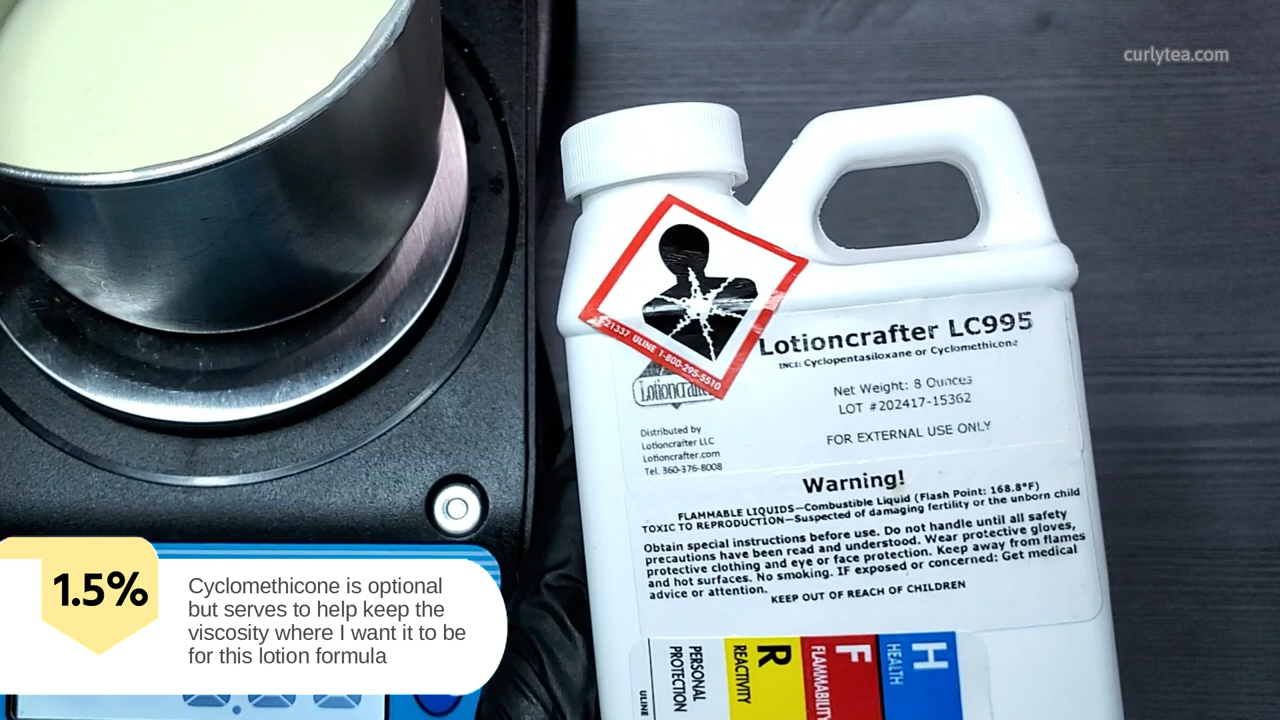 curlytea.com
S-21337 ULINE 1-800-295-5510
Lotioncrafter
Lotioncrafter LC995
INCI: Cyclopentasiloxane or Cyclomethicone
Net Weight: 8 Ounces
LOT #202417-15362
FOR EXTERNAL USE ONLY
Distributed by
Lotioncrafter LLC
Lotioncrafter.com
Tel. 360-376-8008
Warning!
FLAMMABLE LIQUIDS—Combustible Liquid (Flash Point: 168.8°F)
TOXIC TO REPRODUCTION—Suspected of damaging fertility or the unborn child
Obtain special instructions before use. Do not handle until all safety
precautions have been read and understood. Wear protective gloves,
protective clothing and eye or face protection. Keep away from flames
and hot surfaces. No smoking. IF exposed or concerned: Get medical
advice or attention.
KEEP OUT OF REACH OF CHILDREN
H
HEALTH
F
FLAMMABILITY
R
REACTIVITY
PERSONAL
PROTECTION
ULINE
1.5%
Cyclomethicone is optional
but serves to help keep the
viscosity where I want it to be
for this lotion formula